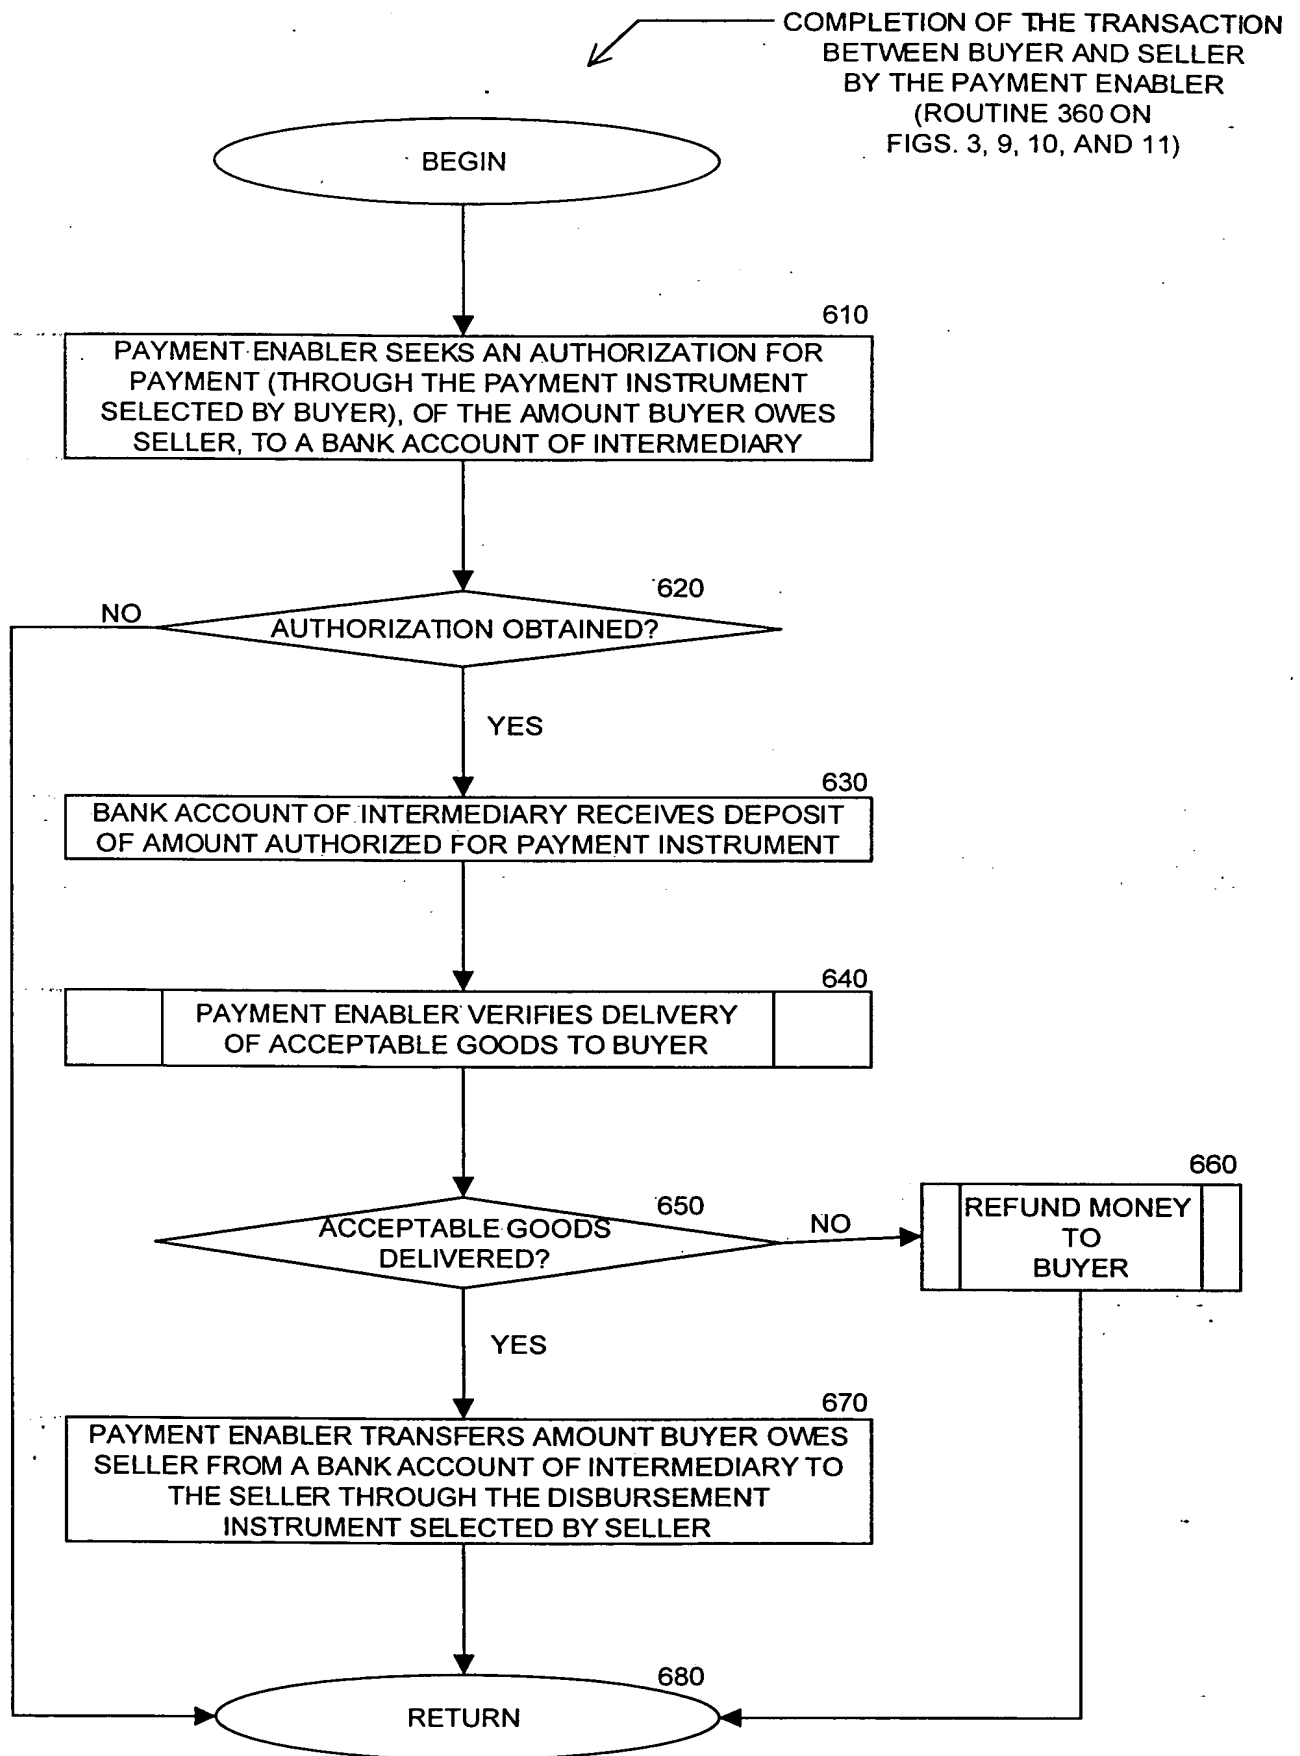 COMPLETION OF THE TRANSACTION
BETWEEN BUYER AND SELLER
BY THE PAYMENT ENABLER
(ROUTINE 360 ON
FIGS. 3, 9, 10, AND 11)
BEGIN
610
PAYMENT ENABLER SEEKS AN AUTHORIZATION FOR
PAYMENT (THROUGH THE PAYMENT INSTRUMENT
SELECTED BY BUYER), OF THE AMOUNT BUYER OWES
SELLER, TO A BANK ACCOUNT OF INTERMEDIARY
620
NO
AUTHORIZATION OBTAINED?
YES
630
BANK ACCOUNT OF INTERMEDIARY RECEIVES DEPOSIT
OF AMOUNT AUTHORIZED FOR PAYMENT INSTRUMENT
640
PAYMENT ENABLER VERIFIES DELIVERY
OF ACCEPTABLE GOODS TO BUYER
650
ACCEPTABLE GOODS
DELIVERED?
NO
660
REFUND MONEY
TO
BUYER
YES
670
PAYMENT ENABLER TRANSFERS AMOUNT BUYER OWES
SELLER FROM A BANK ACCOUNT OF INTERMEDIARY TO
THE SELLER THROUGH THE DISBURSEMENT
INSTRUMENT SELECTED BY SELLER
680
RETURN